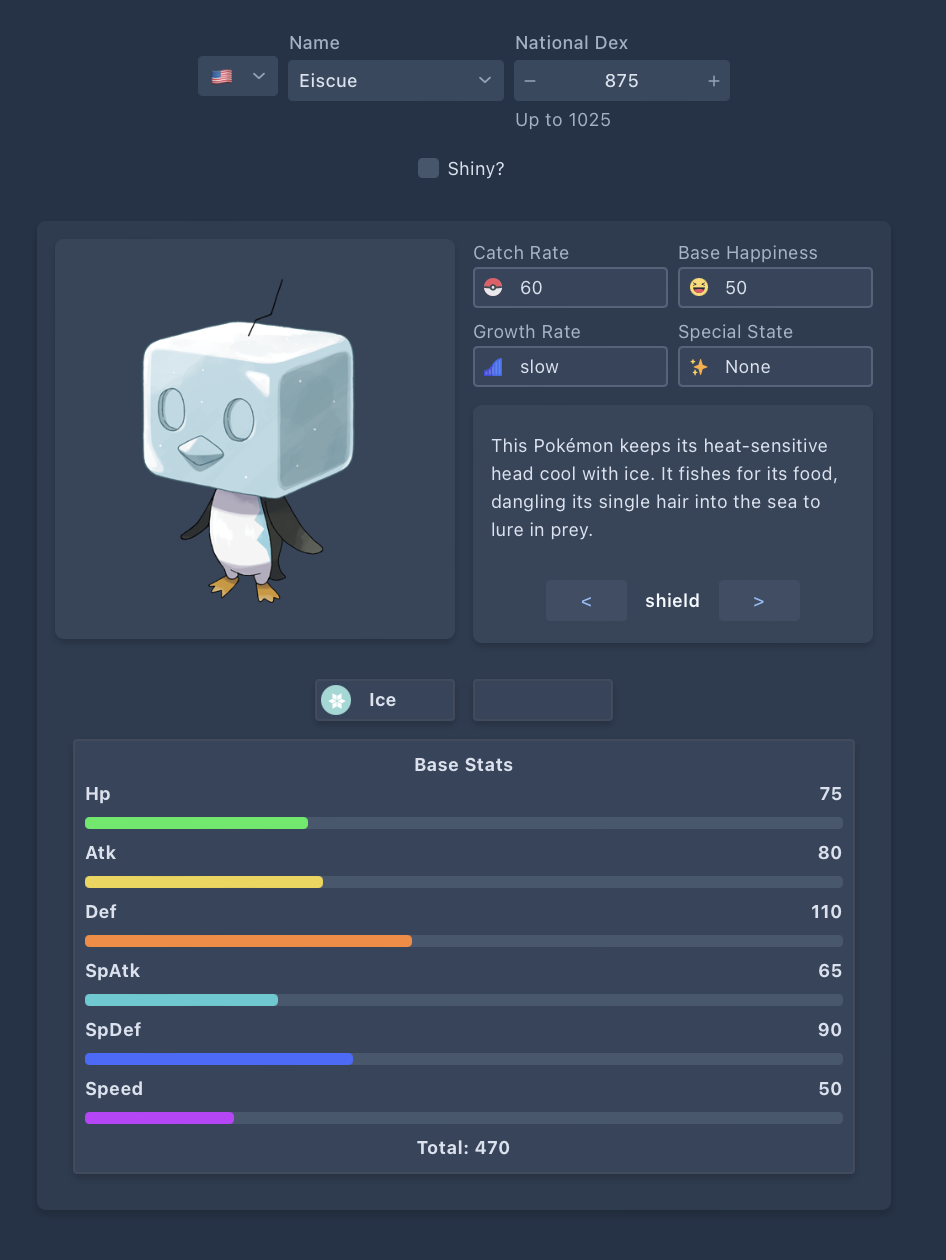 Name
National Dex
Eiscue
− 875 +
Up to 1025
Shiny?
Catch Rate
Base Happiness
60
50
Growth Rate
Special State
slow
None
This Pokémon keeps its heat-sensitive
head cool with ice. It fishes for its food,
dangling its single hair into the sea to
lure in prey.
< shield >
Ice
Base Stats
Hp 75
Atk 80
Def 110
SpAtk 65
SpDef 90
Speed 50
Total: 470